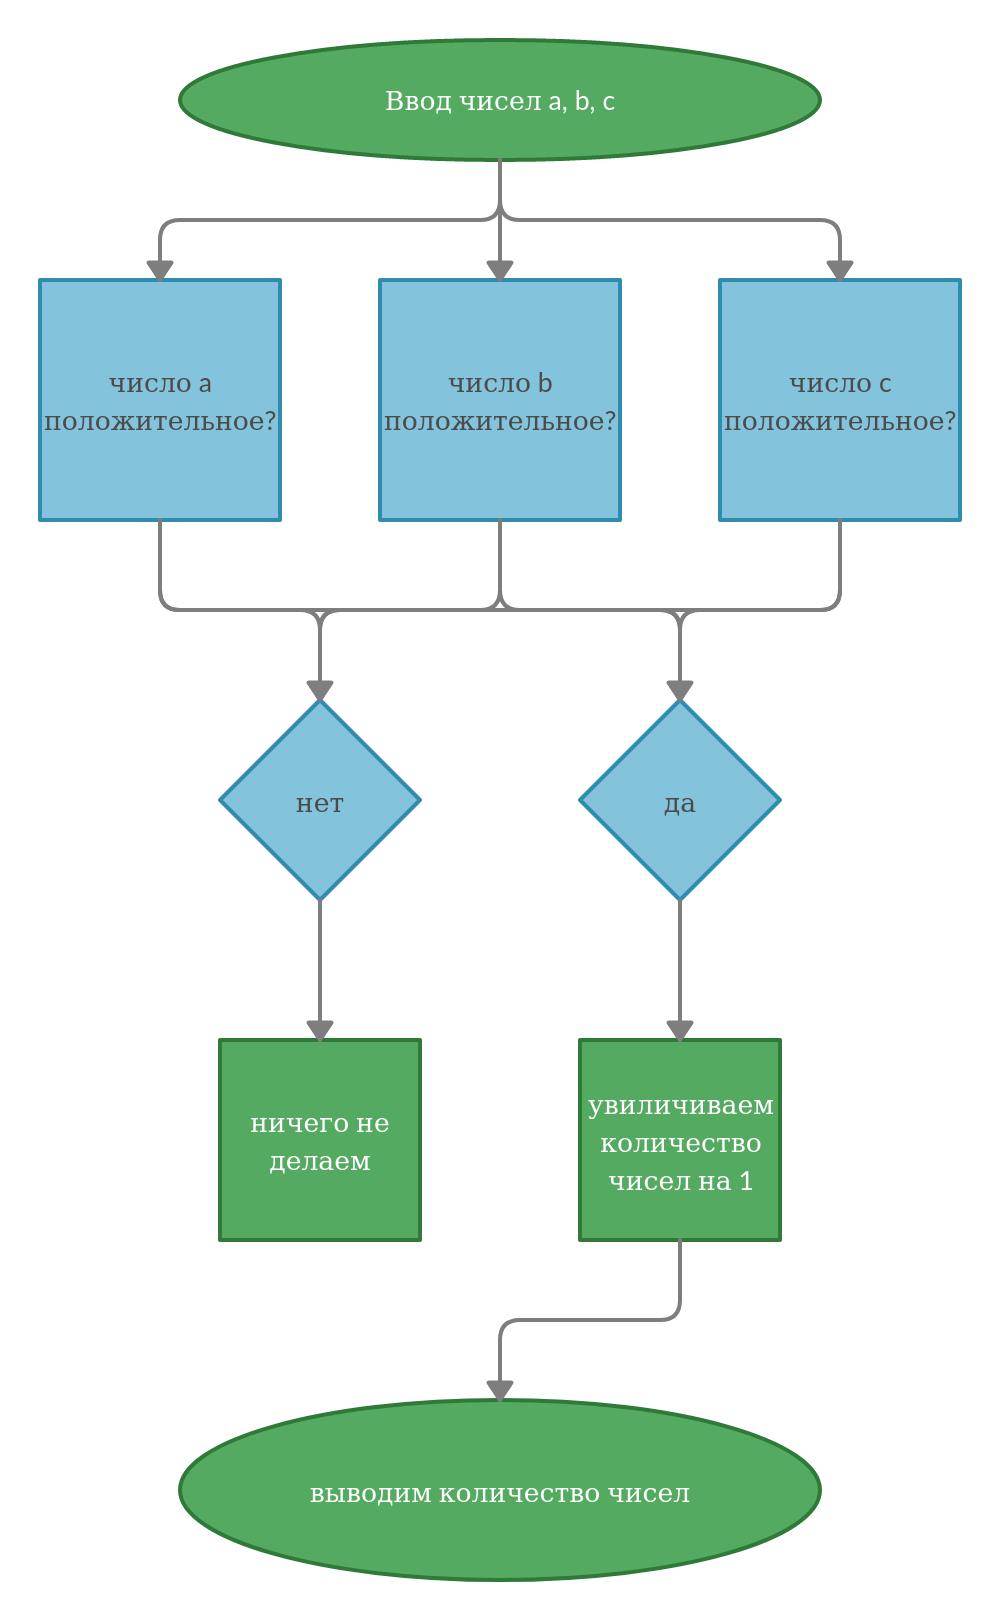 Ввод чисел a, b, c
число a
положительное?
число b
положительное?
число c
положительное?
нет
да
ничего не
делаем
увиличиваем
количество
чисел на 1
выводим количество чисел